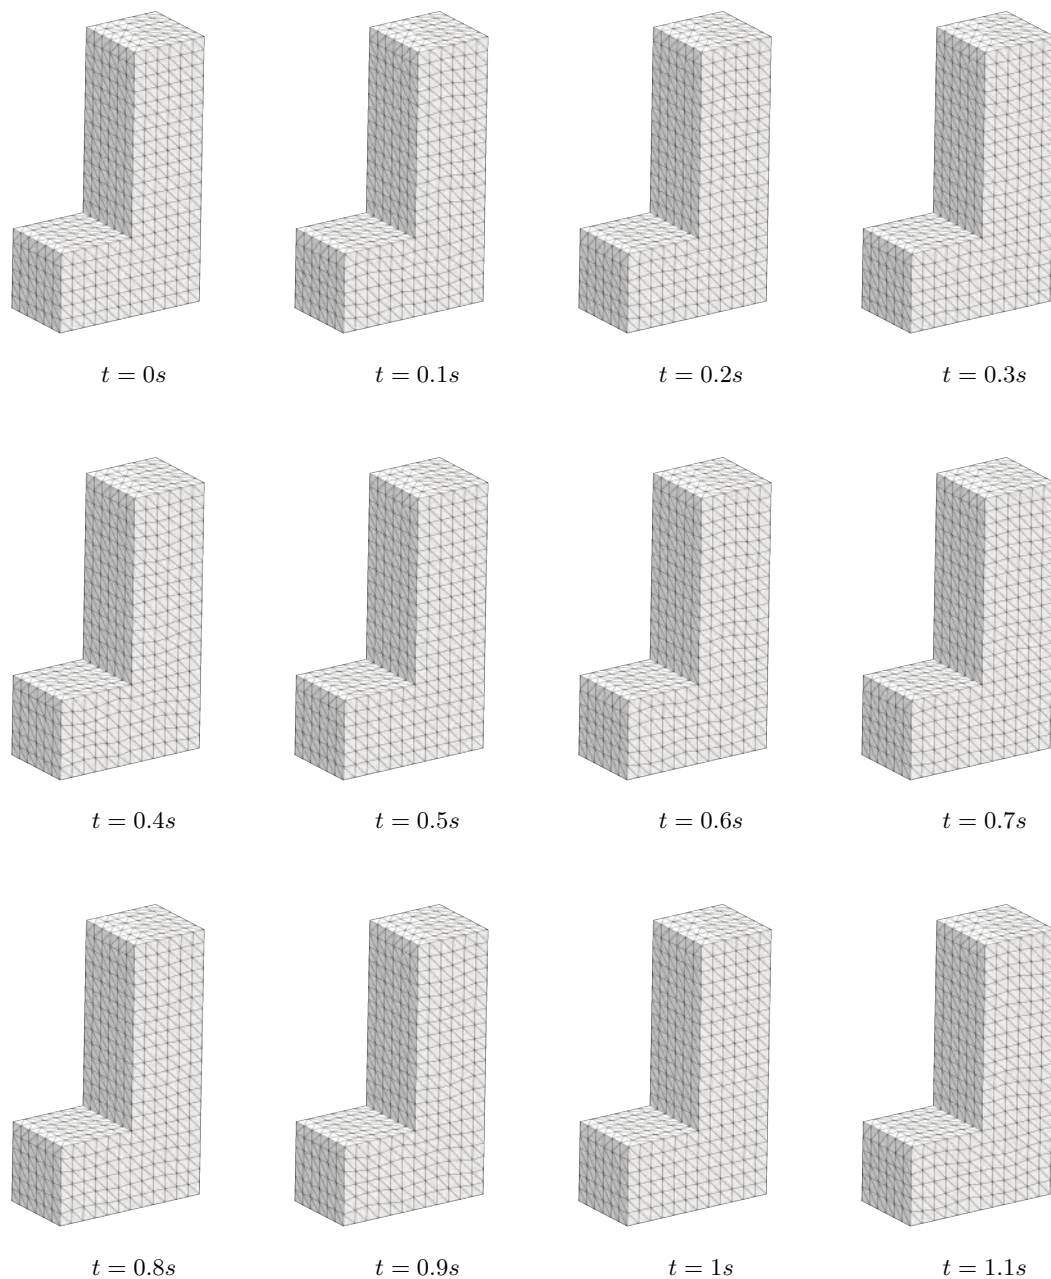 t = 0s t = 0.1s t = 0.2s t = 0.3s
t = 0.4s t = 0.5s t = 0.6s t = 0.7s
t = 0.8s t = 0.9s t = 1s t = 1.1s